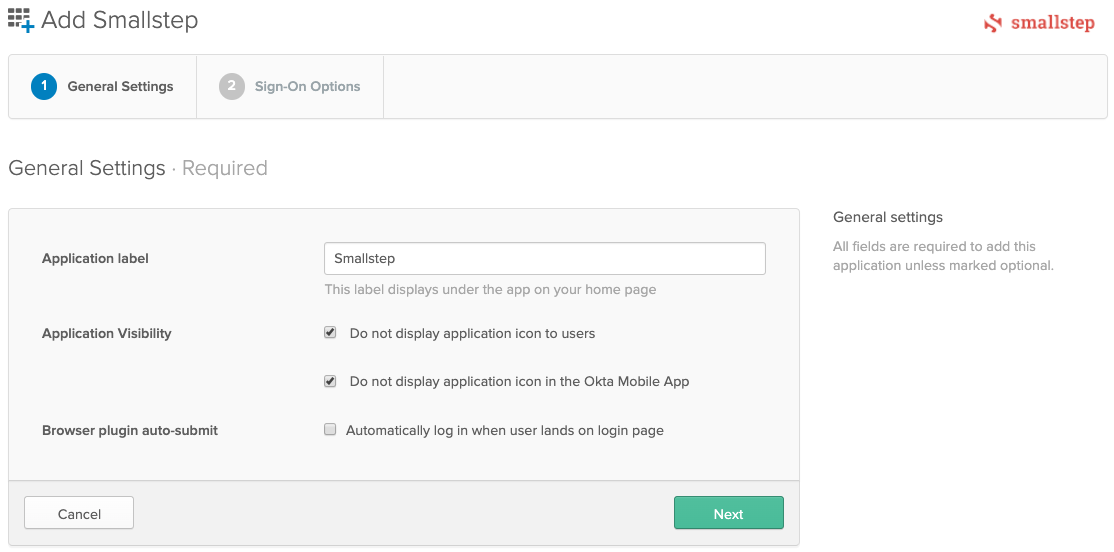 Add Smallstep
smallstep
1 General Settings
2 Sign-On Options
General Settings · Required
Application label
Smallstep
This label displays under the app on your home page
Application Visibility
Do not display application icon to users
Do not display application icon in the Okta Mobile App
Browser plugin auto-submit
Automatically log in when user lands on login page
Cancel
Next
General settings
All fields are required to add this
application unless marked optional.